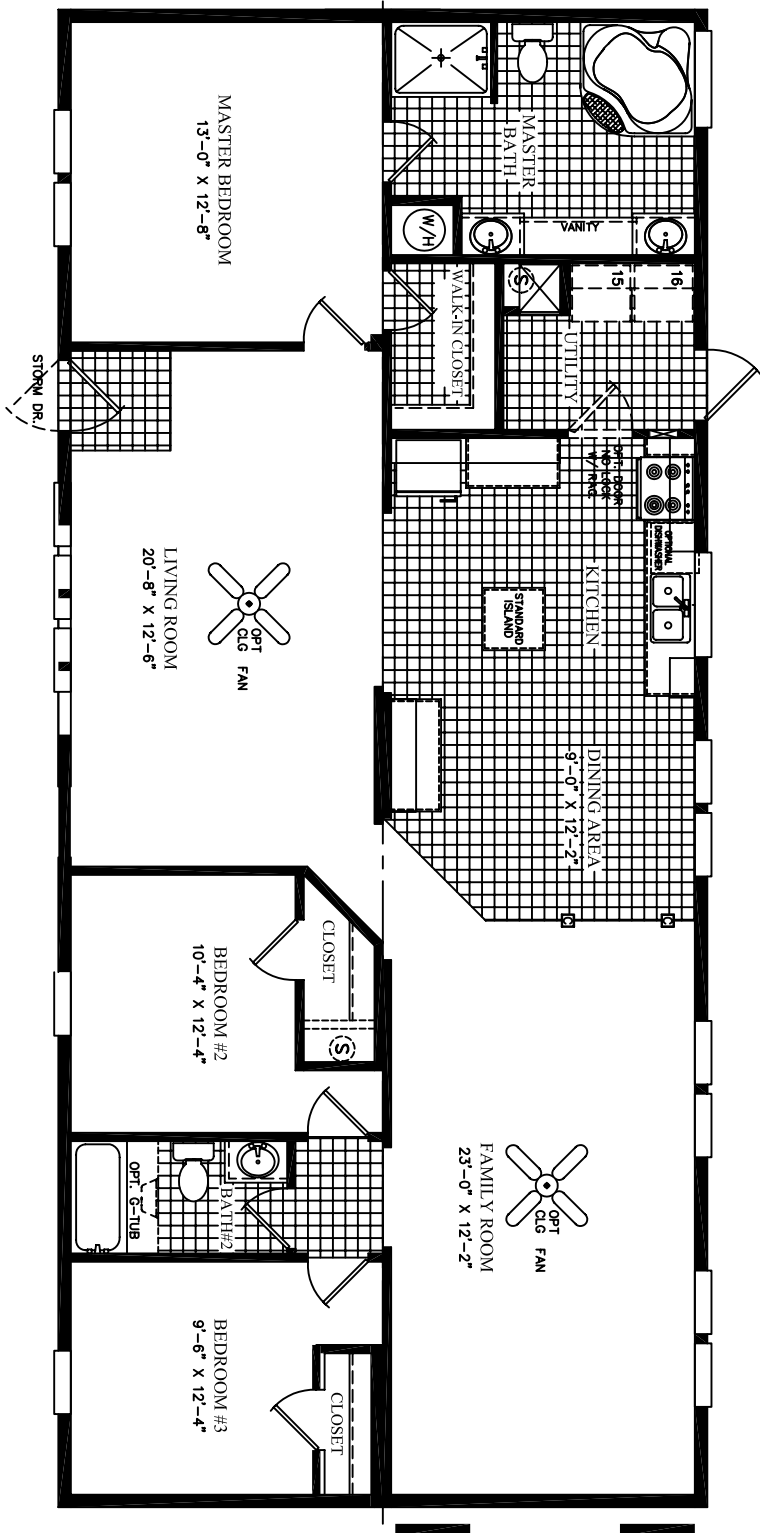 MASTER BATH
VANITY
W/H
MASTER BEDROOM
13'-0" X 12'-8"
WALK-IN CLOSET
S
15
16
UTILITY
STORM DR.
OPT. DOOR
NO LOCK
W/ RAG.
OPTIONAL
DISHWASHER
KITCHEN
STANDARD
ISLAND
LIVING ROOM
20'-8" X 12'-6"
OPT
CLG FAN
DINING AREA
9'-0" X 12'-2"
C
C
CLOSET
S
BEDROOM #2
10'-4" X 12'-4"
FAMILY ROOM
23'-0" X 12'-2"
OPT
CLG FAN
BATH#2
OPT. G-TUB
BEDROOM #3
9'-6" X 12'-4"
CLOSET